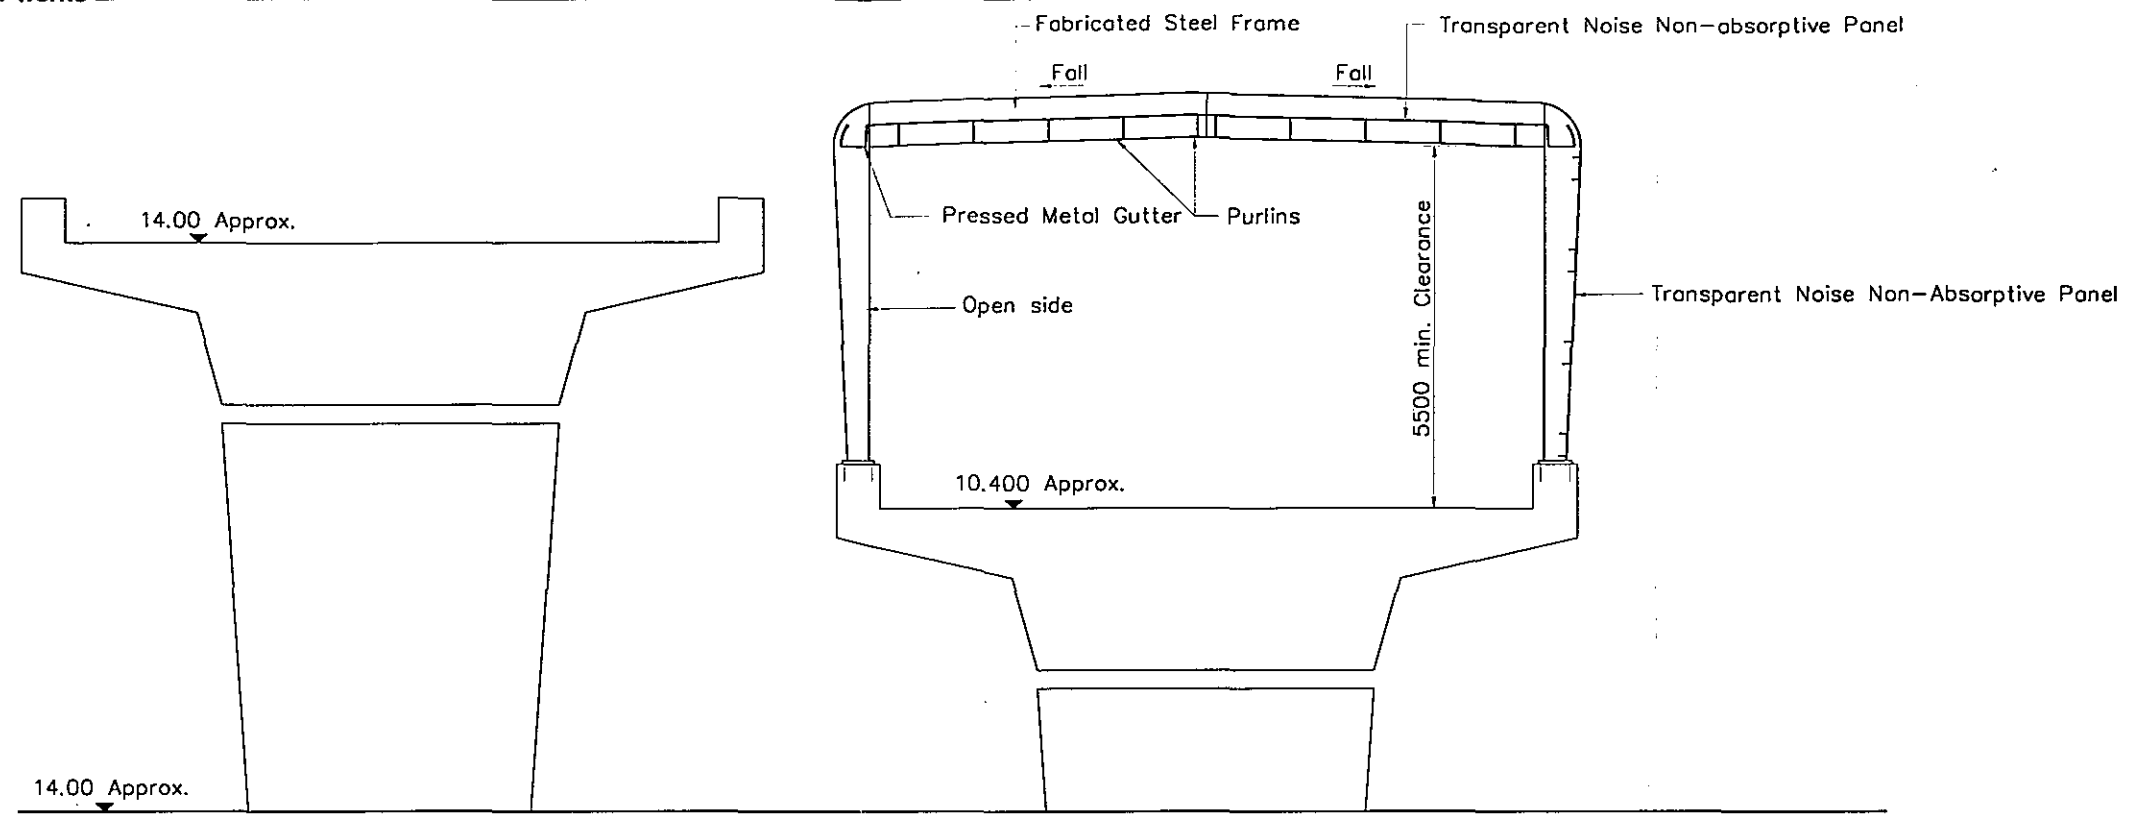 Fabricated Steel Frame
Transparent Noise Non-absorptive Panel
Fall
Fall
14.00 Approx.
Pressed Metal Gutter
Purlins
5500 min. Clearance
Transparent Noise Non-Absorptive Panel
Open side
10.400 Approx.
14.00 Approx.